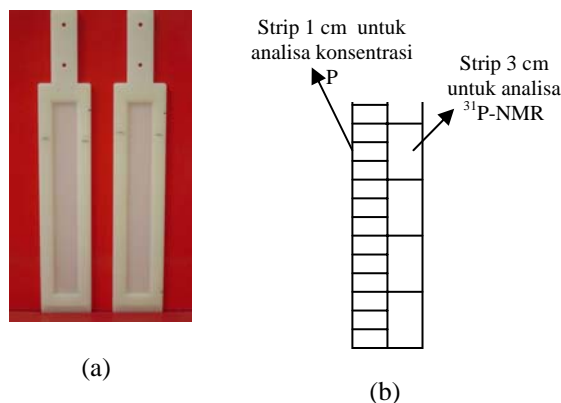 Strip 1 cm untuk
analisa konsentrasi
P
Strip 3 cm
untuk analisa
³¹P-NMR
(a)
(b)